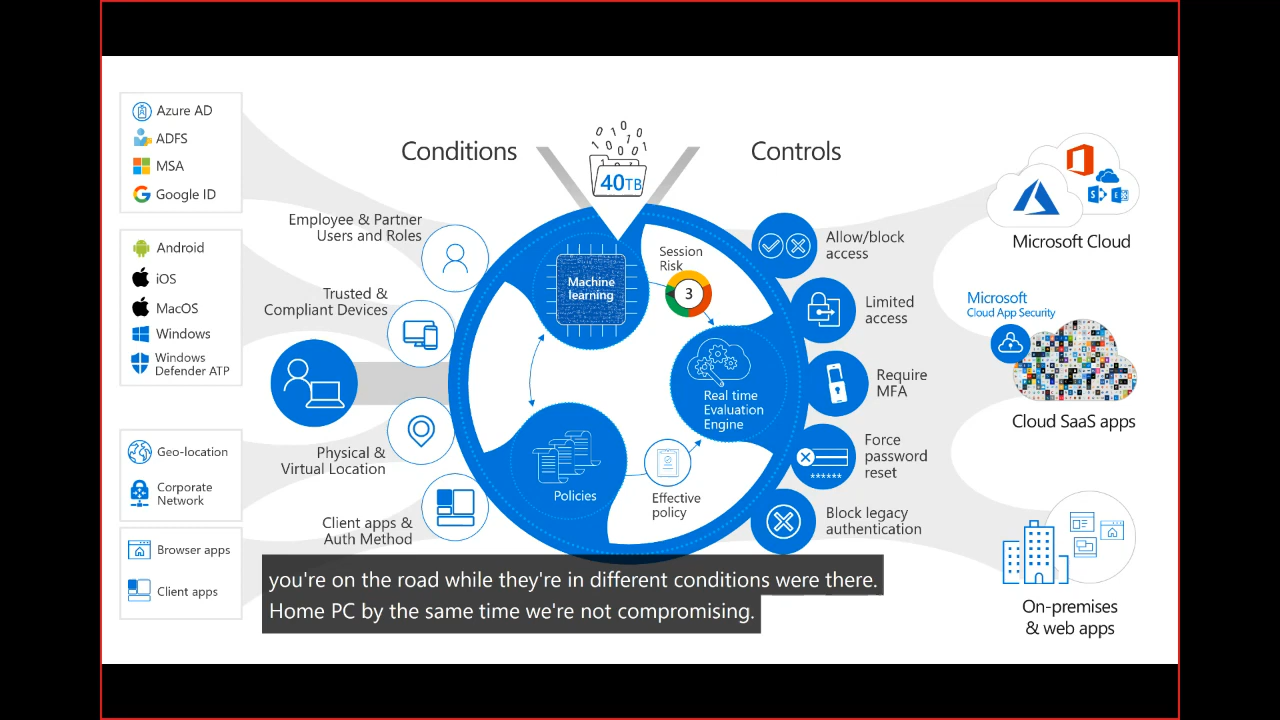 Azure AD
ADFS
MSA
Google ID
Android
iOS
MacOS
Windows
Windows
Defender ATP
Geo-location
Corporate
Network
Browser apps
Client apps
Conditions
Employee & Partner
Users and Roles
Trusted &
Compliant Devices
Physical &
Virtual Location
Client apps &
Auth Method
1 0 1 0
40TB
Machine
learning
Session
Risk
3
Real time
Evaluation
Engine
Policies
Effective
policy
Controls
Allow/block
access
Limited
access
Require
MFA
Force
password
reset
******
Block legacy
authentication
Microsoft Cloud
Microsoft
Cloud App Security
Cloud SaaS apps
On-premises
& web apps
you're on the road while they're in different conditions were there.
Home PC by the same time we're not compromising.